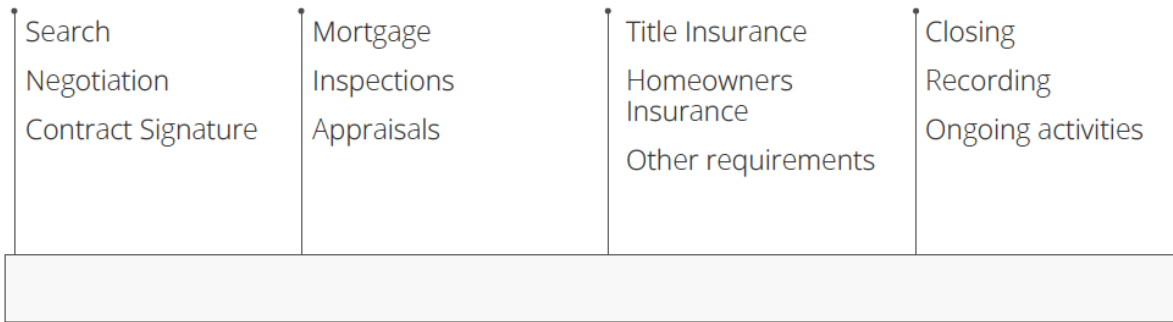 Search
Negotiation
Contract Signature
Mortgage
Inspections
Appraisals
Title Insurance
Homeowners
Insurance
Other requirements
Closing
Recording
Ongoing activities